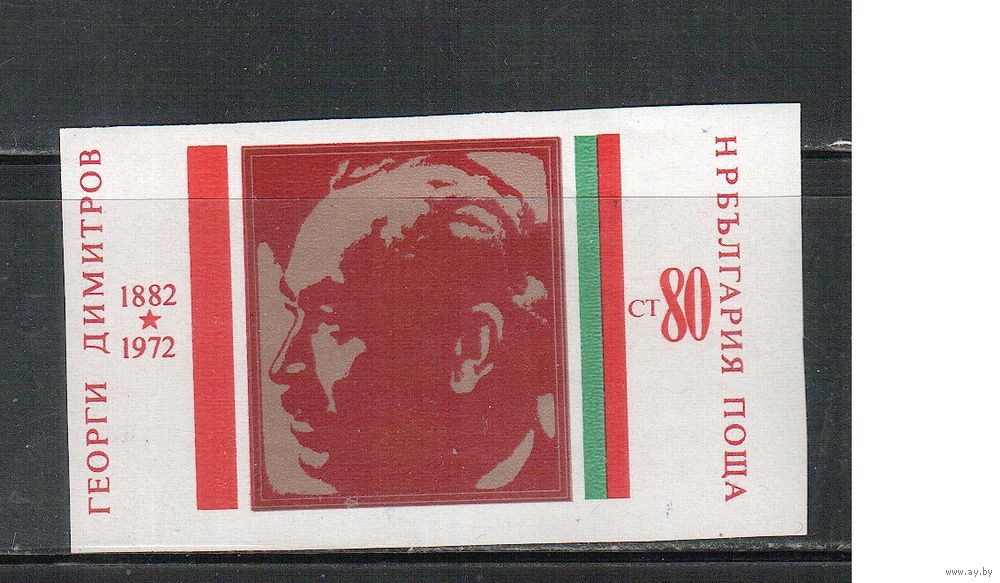 ГЕОРГИ ДИМИТРОВ
1882
★
1972
СТ 80
НРБЪЛГАРИЯ ПОЩА
www.ay.by